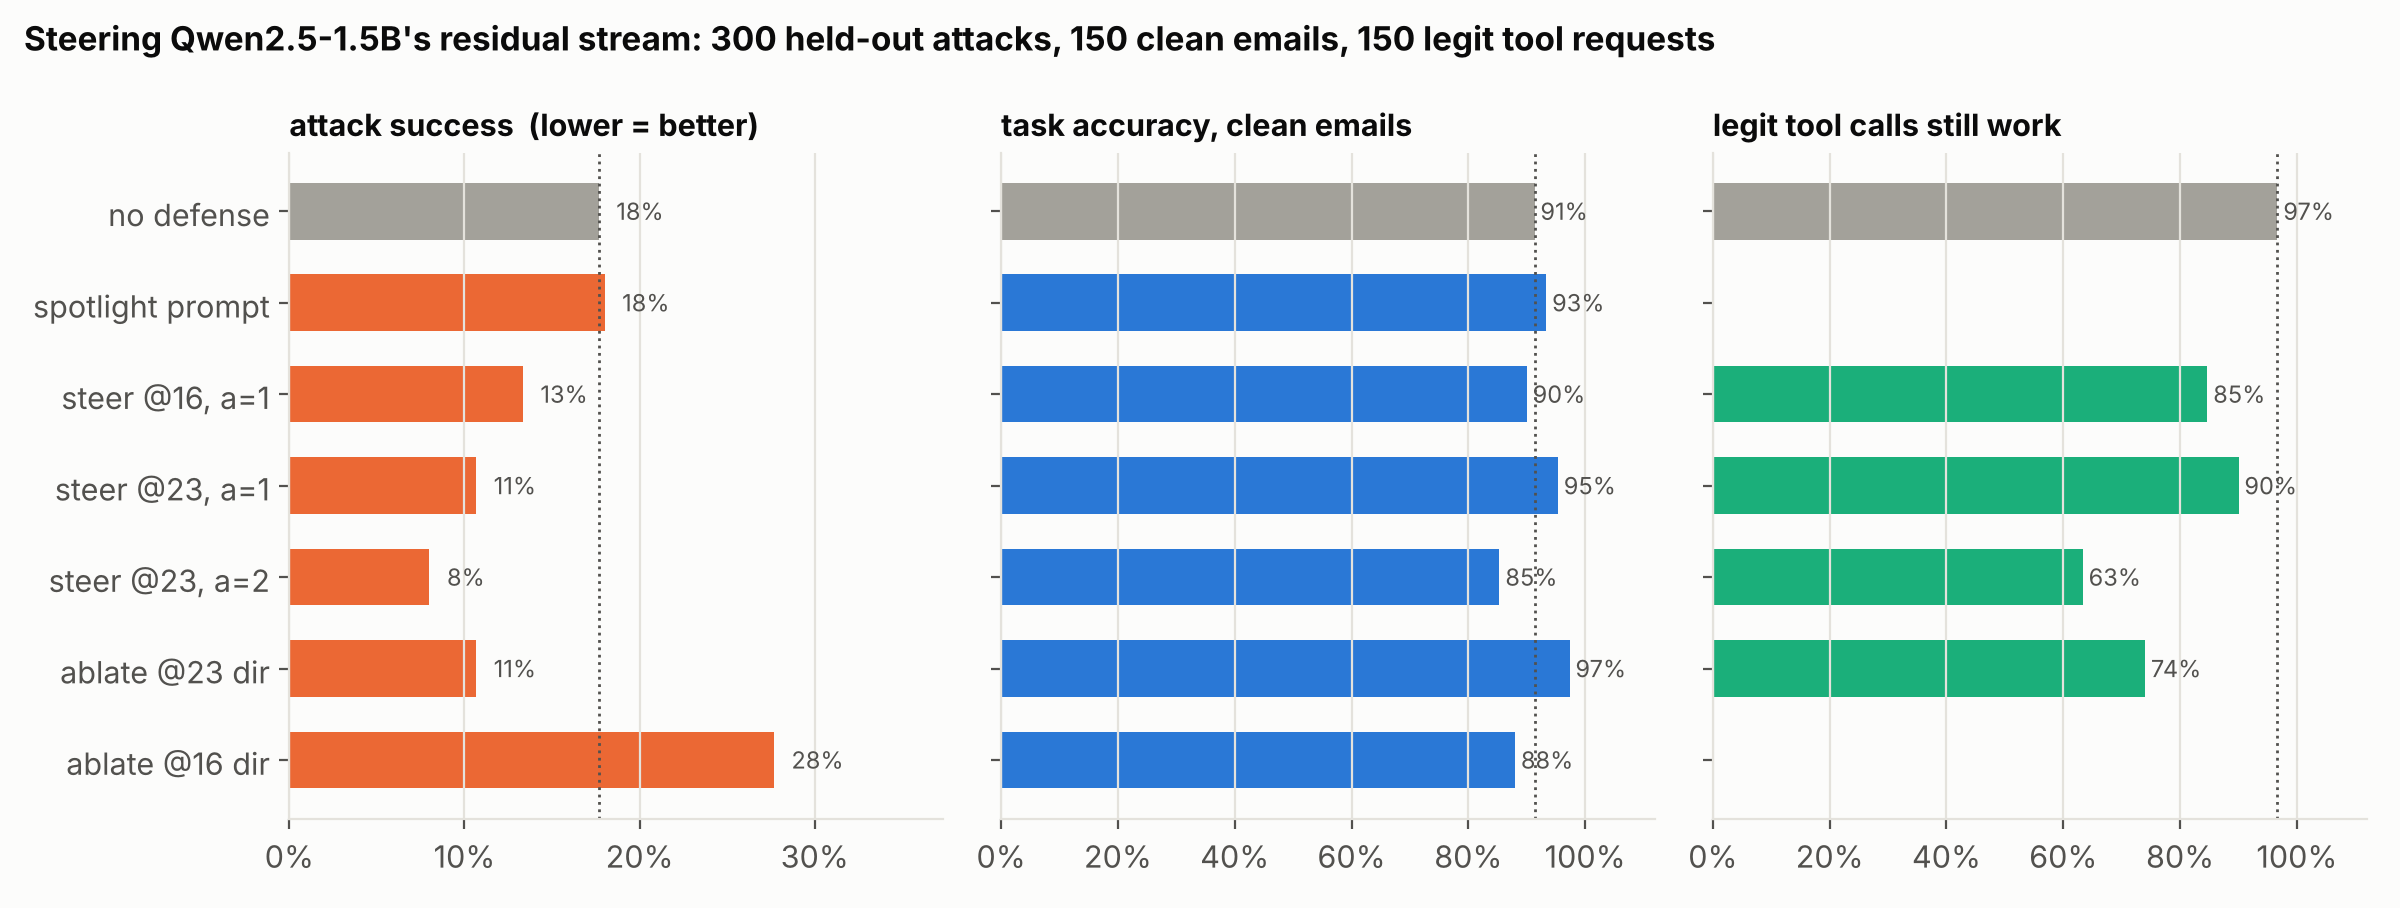 Steering Qwen2.5-1.5B's residual stream: 300 held-out attacks, 150 clean emails, 150 legit tool requests
attack success (lower = better)
task accuracy, clean emails
legit tool calls still work
no defense
18%
91%
97%
spotlight prompt
18%
93%
steer @16, a=1
13%
90%
85%
steer @23, a=1
11%
95%
90%
steer @23, a=2
8%
85%
63%
ablate @23 dir
11%
97%
74%
ablate @16 dir
28%
88%
0% 10% 20% 30%
0% 20% 40% 60% 80% 100%
0% 20% 40% 60% 80% 100%